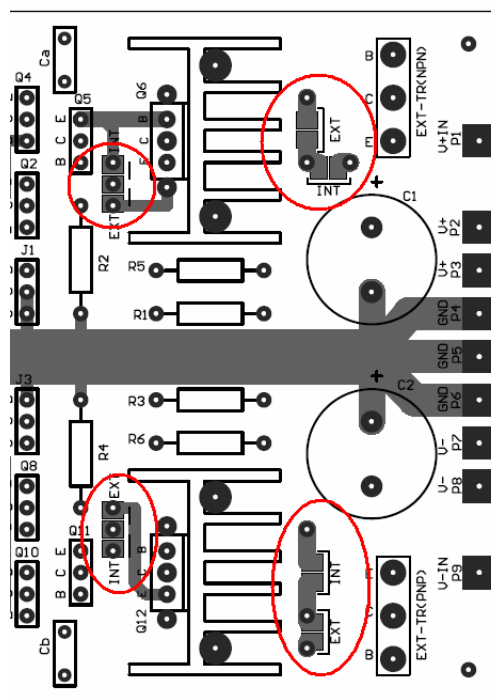 Ca
Q4
Q5
E
C
B
INT
EXT
Q6
B
C
E
EXT
INT
B
C
E
EXT-TR(NPN)
V+IN
P1
Q2
J1
R2
R5
R1
+
C1
V+
P2
V+
P3
GND
P4
GND
P5
GND
P6
J3
R4
R3
R6
+
C2
V-
P7
V-
P8
Q8
Q10
Q11
E
C
B
EXT
INT
B
C
E
Q12
INT
EXT
E
C
B
EXT-TR(PNP)
V-IN
P9
Cb